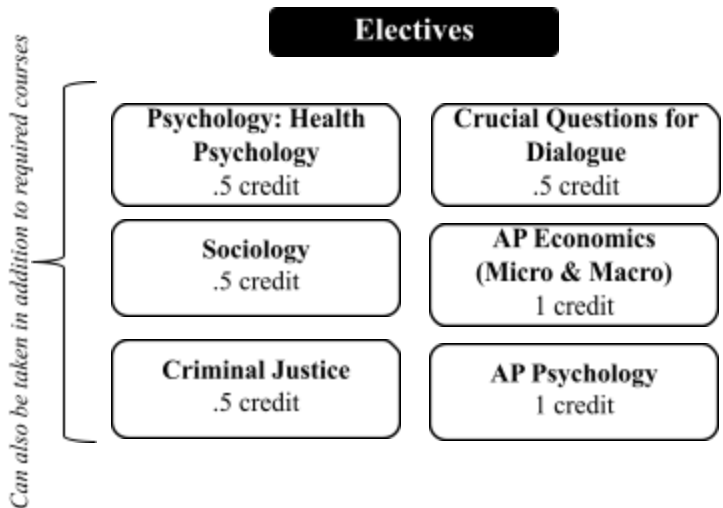 Electives
Can also be taken in addition to required courses
Psychology: Health
Psychology
.5 credit
Crucial Questions for
Dialogue
.5 credit
Sociology
.5 credit
AP Economics
(Micro & Macro)
1 credit
Criminal Justice
.5 credit
AP Psychology
1 credit